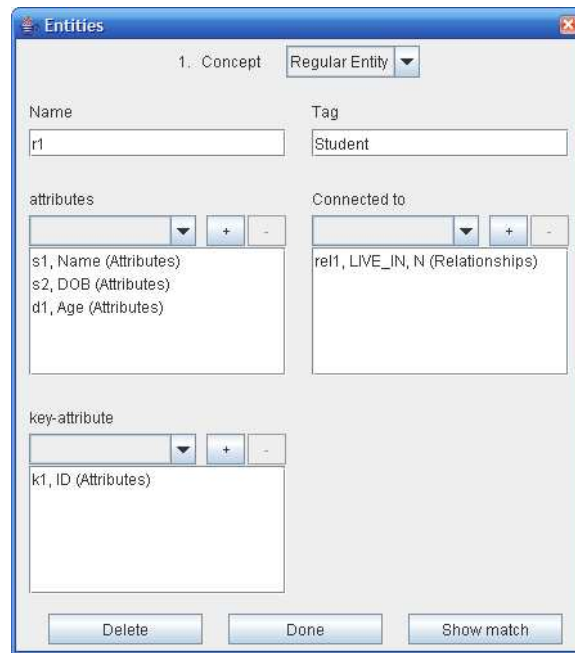 Entities
1. Concept Regular Entity
Name Tag
r1 Student
attributes Connected to
+ - + -
s1, Name (Attributes) rel1, LIVE_IN, N (Relationships)
s2, DOB (Attributes)
d1, Age (Attributes)
key-attribute
+ -
k1, ID (Attributes)
Delete Done Show match